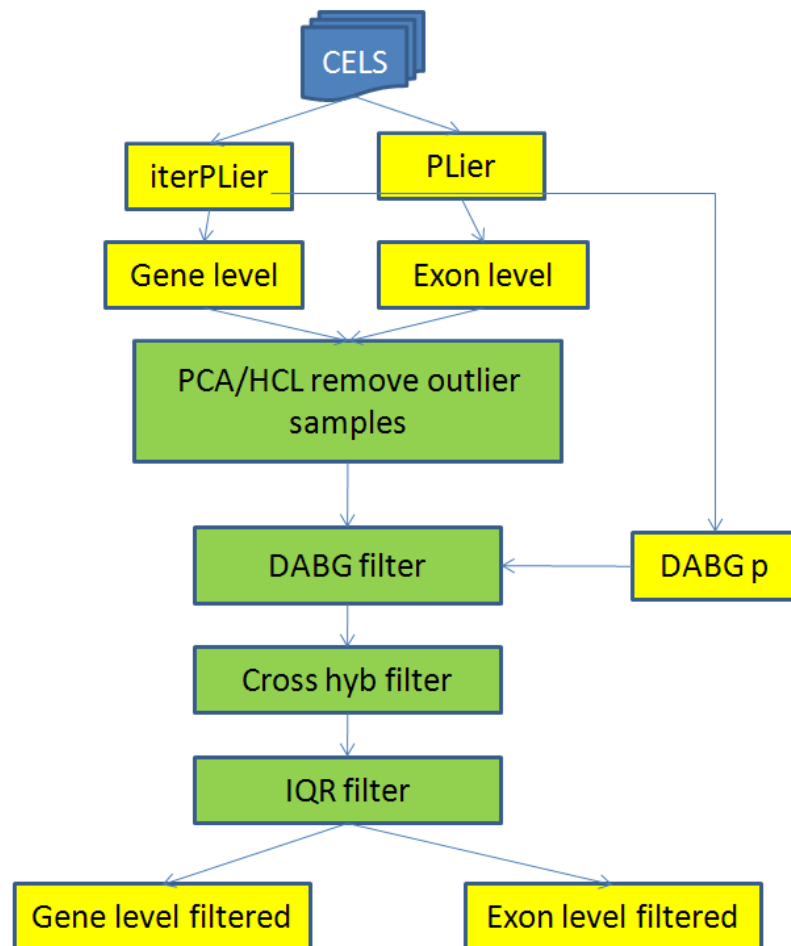 CELS
iterPLier
PLier
Gene level
Exon level
PCA/HCL remove outlier
samples
DABG filter
DABG p
Cross hyb filter
IQR filter
Gene level filtered
Exon level filtered